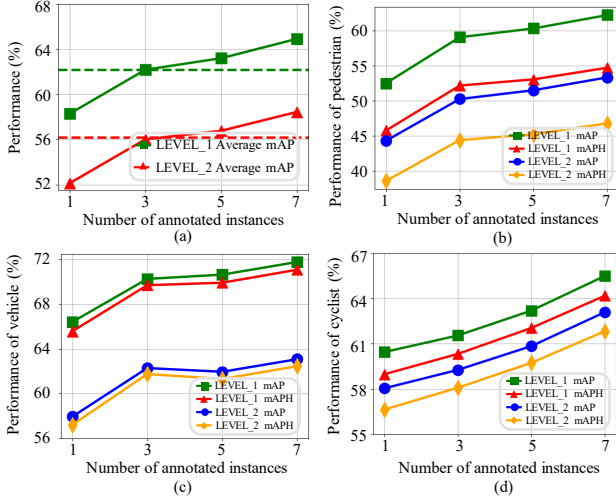 68
64
60
56
52
Performance (%)
LEVEL_1 Average mAP
LEVEL_2 Average mAP
1 3 5 7
Number of annotated instances
(a)
60
55
50
45
40
Performance of pedestrian (%)
LEVEL_1 mAP
LEVEL_1 mAPH
LEVEL_2 mAP
LEVEL_2 mAPH
1 3 5 7
Number of annotated instances
(b)
72
68
64
60
56
Performance of vehicle (%)
LEVEL_1 mAP
LEVEL_1 mAPH
LEVEL_2 mAP
LEVEL_2 mAPH
1 3 5 7
Number of annotated instances
(c)
67
64
61
58
55
Performance of cyclist (%)
LEVEL_1 mAP
LEVEL_1 mAPH
LEVEL_2 mAP
LEVEL_2 mAPH
1 3 5 7
Number of annotated instances
(d)